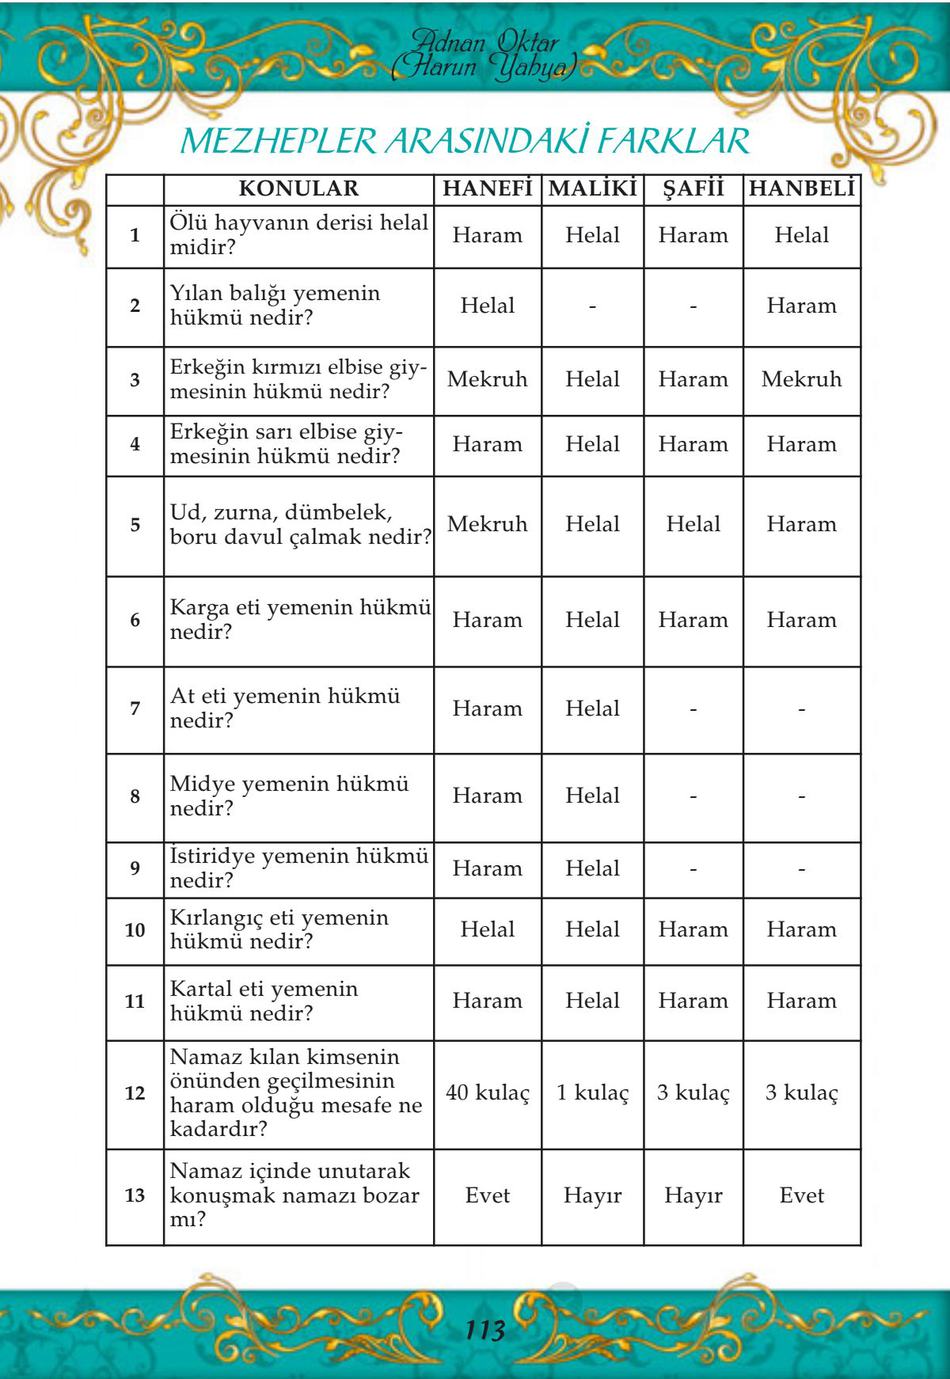 Adnan Oktar
(Harun Yahya)
MEZHEPLER ARASINDAKİ FARKLAR
KONULAR HANEFİ MALİKİ ŞAFİİ HANBELİ
1 Ölü hayvanın derisi helal
midir? Haram Helal Haram Helal
2 Yılan balığı yemenin
hükmü nedir? Helal - - Haram
3 Erkeğin kırmızı elbise giy-
mesinin hükmü nedir? Mekruh Helal Haram Mekruh
4 Erkeğin sarı elbise giy-
mesinin hükmü nedir? Haram Helal Haram Haram
5 Ud, zurna, dümbelek,
boru davul çalmak nedir? Mekruh Helal Helal Haram
6 Karga eti yemenin hükmü
nedir? Haram Helal Haram Haram
7 At eti yemenin hükmü
nedir? Haram Helal - -
8 Midye yemenin hükmü
nedir? Haram Helal - -
9 İstiridye yemenin hükmü
nedir? Haram Helal - -
10 Kırlangıç eti yemenin
hükmü nedir? Helal Helal Haram Haram
11 Kartal eti yemenin
hükmü nedir? Haram Helal Haram Haram
12 Namaz kılan kimsenin
önünden geçilmesinin
haram olduğu mesafe ne
kadardır? 40 kulaç 1 kulaç 3 kulaç 3 kulaç
13 Namaz içinde unutarak
konuşmak namazı bozar
mı? Evet Hayır Hayır Evet
113